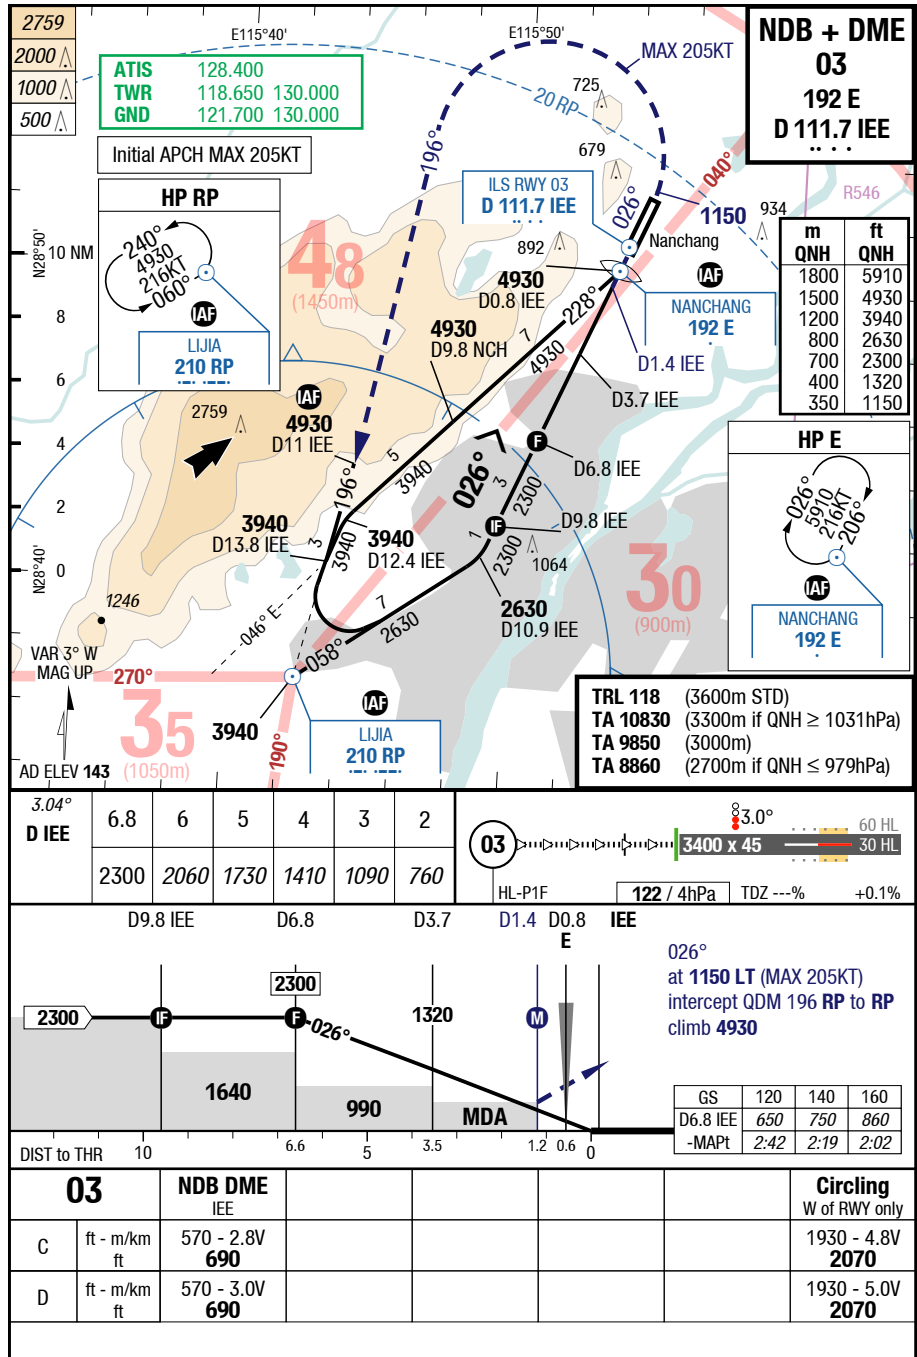 2759
2000
1000
500
E115°40'
E115°50'
MAX 205KT
NDB + DME
03
192 E
D 111.7 IEE
ATIS 128.400
TWR 118.650 130.000
GND 121.700 130.000
Initial APCH MAX 205KT
20 RP
725
679
196°
040°
R546
HP RP
240°
4930
216KT
060°
IAF
LIJIA
210 RP
48
(1450m)
ILS RWY 03
D 111.7 IEE
026°
1150
934
Nanchang
892
4930
D0.8 IEE
IAF
NANCHANG
192 E
m ft
QNH QNH
1800 5910
1500 4930
1200 3940
800 2630
700 2300
400 1320
350 1150
N28°50'
10 NM
8
6
4
2
0
N28°40'
228°
4930
D9.8 NCH
7
4930
D1.4 IEE
D3.7 IEE
2759
IAF
4930
D11 IEE
5
3940
026°
F
D6.8 IEE
3
2300
HP E
026°
5910
216KT
206°
IAF
NANCHANG
192 E
196°
3940
D13.8 IEE
3
3940
3940
D12.4 IEE
IF
D9.8 IEE
1
2300
1064
30
(900m)
2630
D10.9 IEE
1246
046° E
7
2630
058°
VAR 3° W
MAG UP
270°
35
(1050m)
3940
190°
IAF
LIJIA
210 RP
AD ELEV 143
TRL 118 (3600m STD)
TA 10830 (3300m if QNH ≥ 1031hPa)
TA 9850 (3000m)
TA 8860 (2700m if QNH ≤ 979hPa)
3.04°
D IEE 6.8 6 5 4 3 2
2300 2060 1730 1410 1090 760
03
3.0°
60 HL
3400 x 45
30 HL
HL-P1F
122 / 4hPa
TDZ ---%
+0.1%
D9.8 IEE D6.8 D3.7 D1.4 D0.8 IEE
E
026°
at 1150 LT (MAX 205KT)
intercept QDM 196 RP to RP
climb 4930
2300
2300 IF F 1320 M
026°
1640
990
MDA
GS 120 140 160
D6.8 IEE 650 750 860
-MAPt 2:42 2:19 2:02
DIST to THR 10 6.6 5 3.5 1.2 0.6 0
03 NDB DME Circling
IEE W of RWY only
C ft - m/km 570 - 2.8V 1930 - 4.8V
ft 690 2070
D ft - m/km 570 - 3.0V 1930 - 5.0V
ft 690 2070